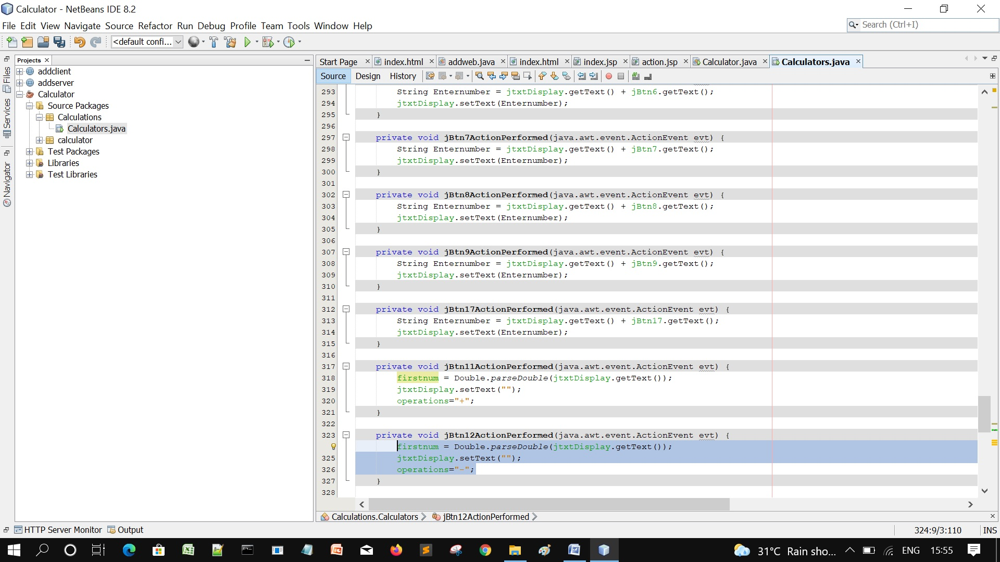 Calculator - NetBeans IDE 8.2
File Edit View Navigate Source Refactor Run Debug Profile Team Tools Window Help
Search (Ctrl+I)
<default confi...
Files
Services
Navigator
Projects
addclient
addserver
Calculator
Source Packages
Calculations
Calculators.java
calculator
Test Packages
Libraries
Test Libraries
Start Page index.html addweb.java index.html index.jsp action.jsp Calculator.java Calculators.java
Source Design History
293 String Enternumber = jtxtDisplay.getText() + jBtn6.getText();
294 jtxtDisplay.setText(Enternumber);
295 }
296
297 private void jBtn7ActionPerformed(java.awt.event.ActionEvent evt) {
298 String Enternumber = jtxtDisplay.getText() + jBtn7.getText();
299 jtxtDisplay.setText(Enternumber);
300 }
301
302 private void jBtn8ActionPerformed(java.awt.event.ActionEvent evt) {
303 String Enternumber = jtxtDisplay.getText() + jBtn8.getText();
304 jtxtDisplay.setText(Enternumber);
305 }
306
307 private void jBtn9ActionPerformed(java.awt.event.ActionEvent evt) {
308 String Enternumber = jtxtDisplay.getText() + jBtn9.getText();
309 jtxtDisplay.setText(Enternumber);
310 }
311
312 private void jBtn17ActionPerformed(java.awt.event.ActionEvent evt) {
313 String Enternumber = jtxtDisplay.getText() + jBtn17.getText();
314 jtxtDisplay.setText(Enternumber);
315 }
316
317 private void jBtn11ActionPerformed(java.awt.event.ActionEvent evt) {
318 firstnum = Double.parseDouble(jtxtDisplay.getText());
319 jtxtDisplay.setText("");
320 operations="+";
321 }
322
323 private void jBtn12ActionPerformed(java.awt.event.ActionEvent evt) {
firstnum = Double.parseDouble(jtxtDisplay.getText());
325 jtxtDisplay.setText("");
326 operations="-";
327 }
328
Calculations.Calculators jBtn12ActionPerformed
HTTP Server Monitor Output
324:9/3:110 INS
31°C Rain sho... ENG 15:55